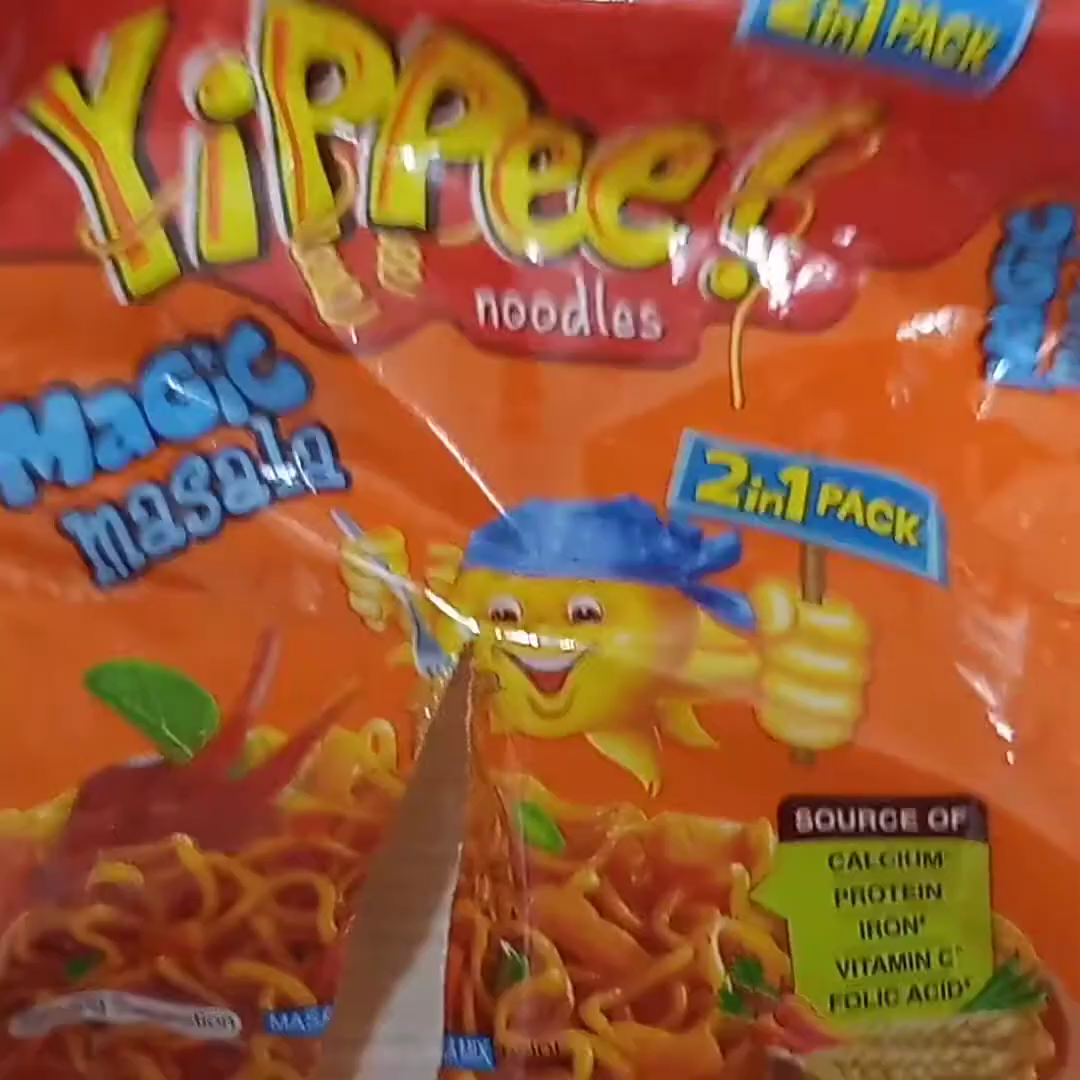 2in1 PACK
YiPPee!
noodles
MaGic
masala
2in1 PACK
SOURCE OF
CALCIUM
PROTEIN
IRON
VITAMIN C
FOLIC ACID